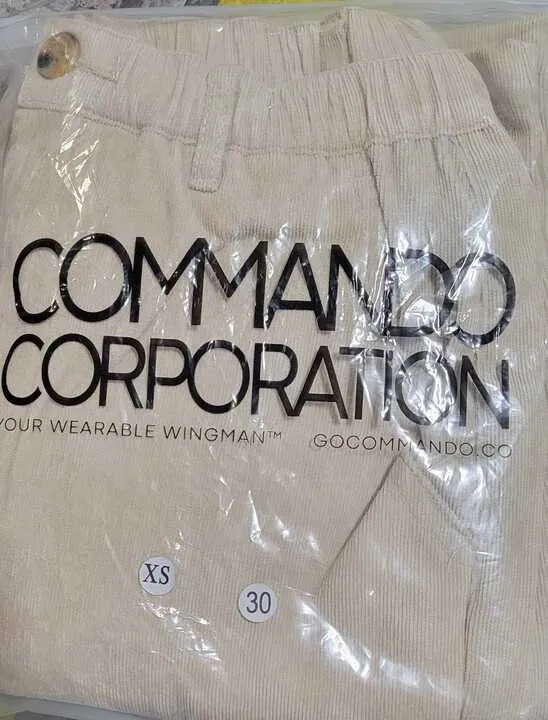 COMMANDO
CORPORATION
YOUR WEARABLE WINGMAN™ GOCOMMANDO.CO
XS
30